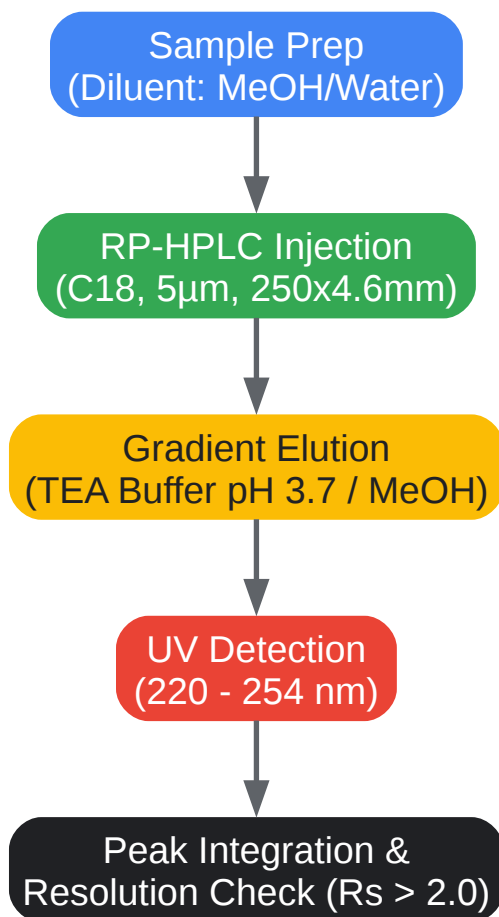 Sample Prep
(Diluent: MeOH/Water)
RP-HPLC Injection
(C18, 5µm, 250x4.6mm)
Gradient Elution
(TEA Buffer pH 3.7 / MeOH)
UV Detection
(220 - 254 nm)
Peak Integration &
Resolution Check (Rs > 2.0)